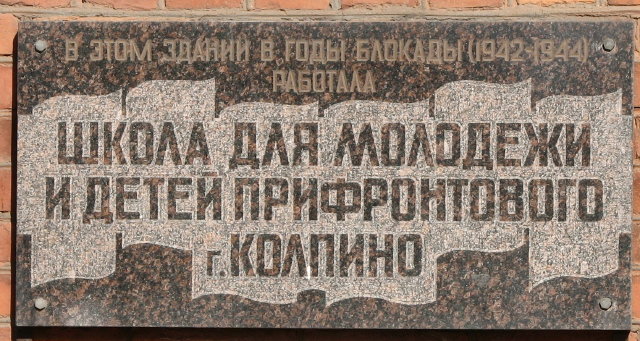 В ЭТОМ ЗДАНИИ В ГОДЫ БЛОКАДЫ (1942-1944)
РАБОТАЛА
ШКОЛА ДЛЯ МОЛОДЕЖИ
И ДЕТЕЙ ПРИФРОНТОВОГО
г. КОЛПИНО